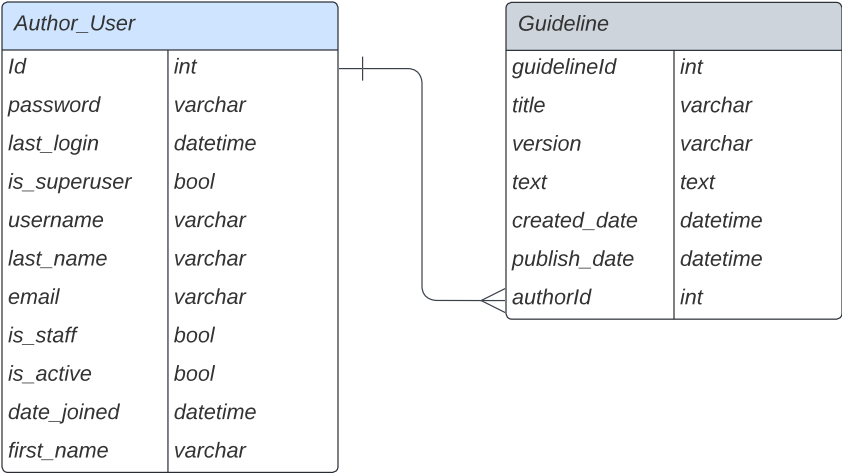 Author_User
Id int
password varchar
last_login datetime
is_superuser bool
username varchar
last_name varchar
email varchar
is_staff bool
is_active bool
date_joined datetime
first_name varchar
Guideline
guidelineId int
title varchar
version varchar
text text
created_date datetime
publish_date datetime
authorId int